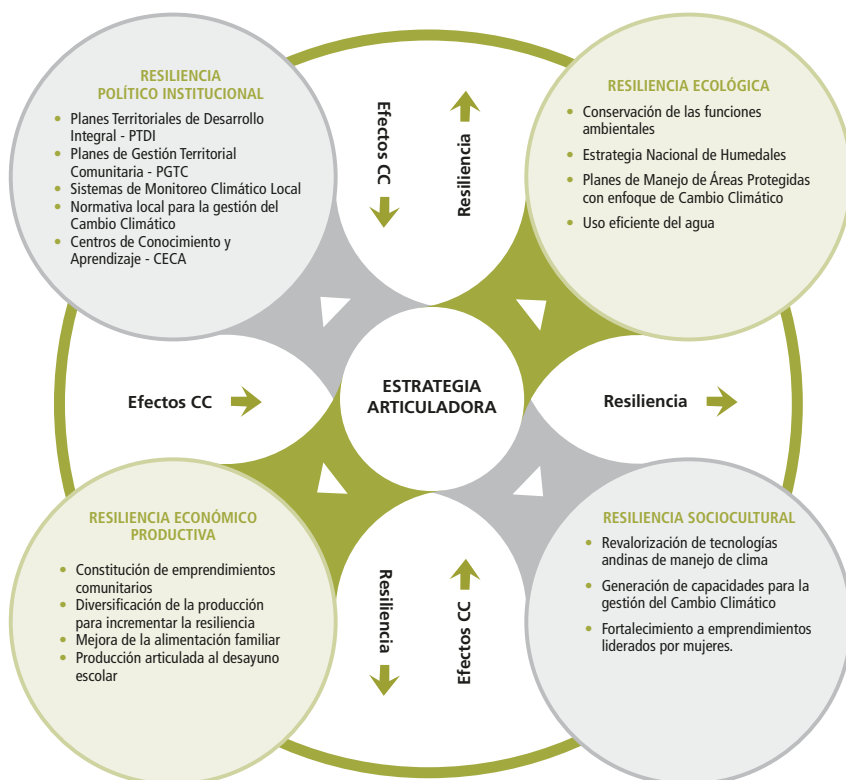 RESILIENCIA
POLÍTICO INSTITUCIONAL
• Planes Territoriales de Desarrollo
Integral - PTDI
• Planes de Gestión Territorial
Comunitaria - PGTC
• Sistemas de Monitoreo Climático Local
• Normativa local para la gestión del
Cambio Climático
• Centros de Conocimiento y
Aprendizaje - CECA
Efectos CC
Resiliencia
RESILIENCIA ECOLÓGICA
• Conservación de las funciones
ambientales
• Estrategia Nacional de Humedales
• Planes de Manejo de Áreas Protegidas
con enfoque de Cambio Climático
• Uso eficiente del agua
Efectos CC
ESTRATEGIA
ARTICULADORA
Resiliencia
RESILIENCIA ECONÓMICO
PRODUCTIVA
• Constitución de emprendimientos
comunitarios
• Diversificación de la producción
para incrementar la resiliencia
• Mejora de la alimentación familiar
• Producción articulada al desayuno
escolar
Resiliencia
Efectos CC
RESILIENCIA SOCIOCULTURAL
• Revalorización de tecnologías
andinas de manejo de clima
• Generación de capacidades para la
gestión del Cambio Climático
• Fortalecimiento a emprendimientos
liderados por mujeres.